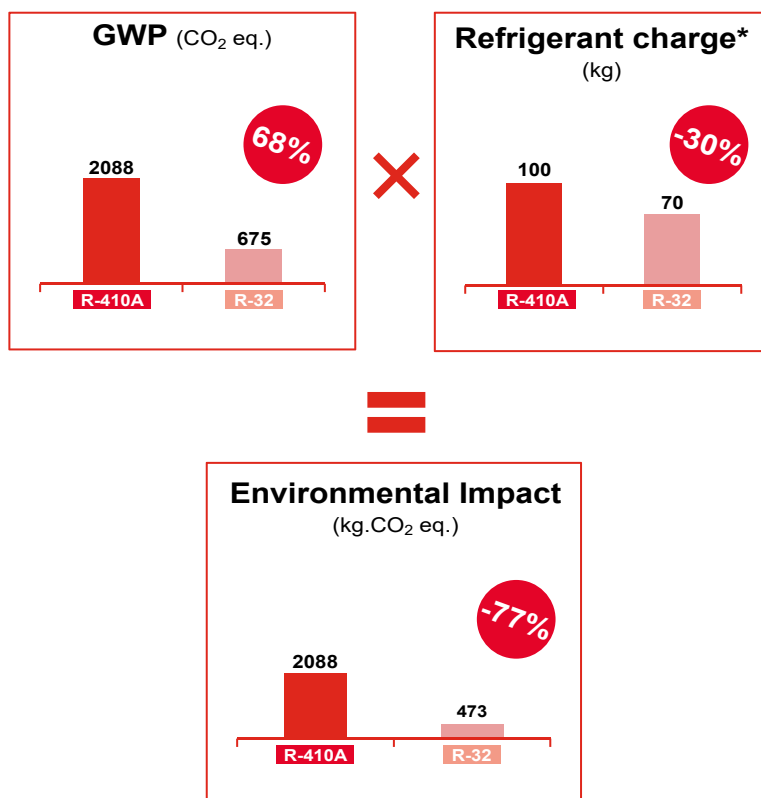 GWP (CO₂ eq.)
68%
2088
675
R-410A
R-32
×
Refrigerant charge*
(kg)
-30%
100
70
R-410A
R-32
=
Environmental Impact
(kg.CO₂ eq.)
-77%
2088
473
R-410A
R-32